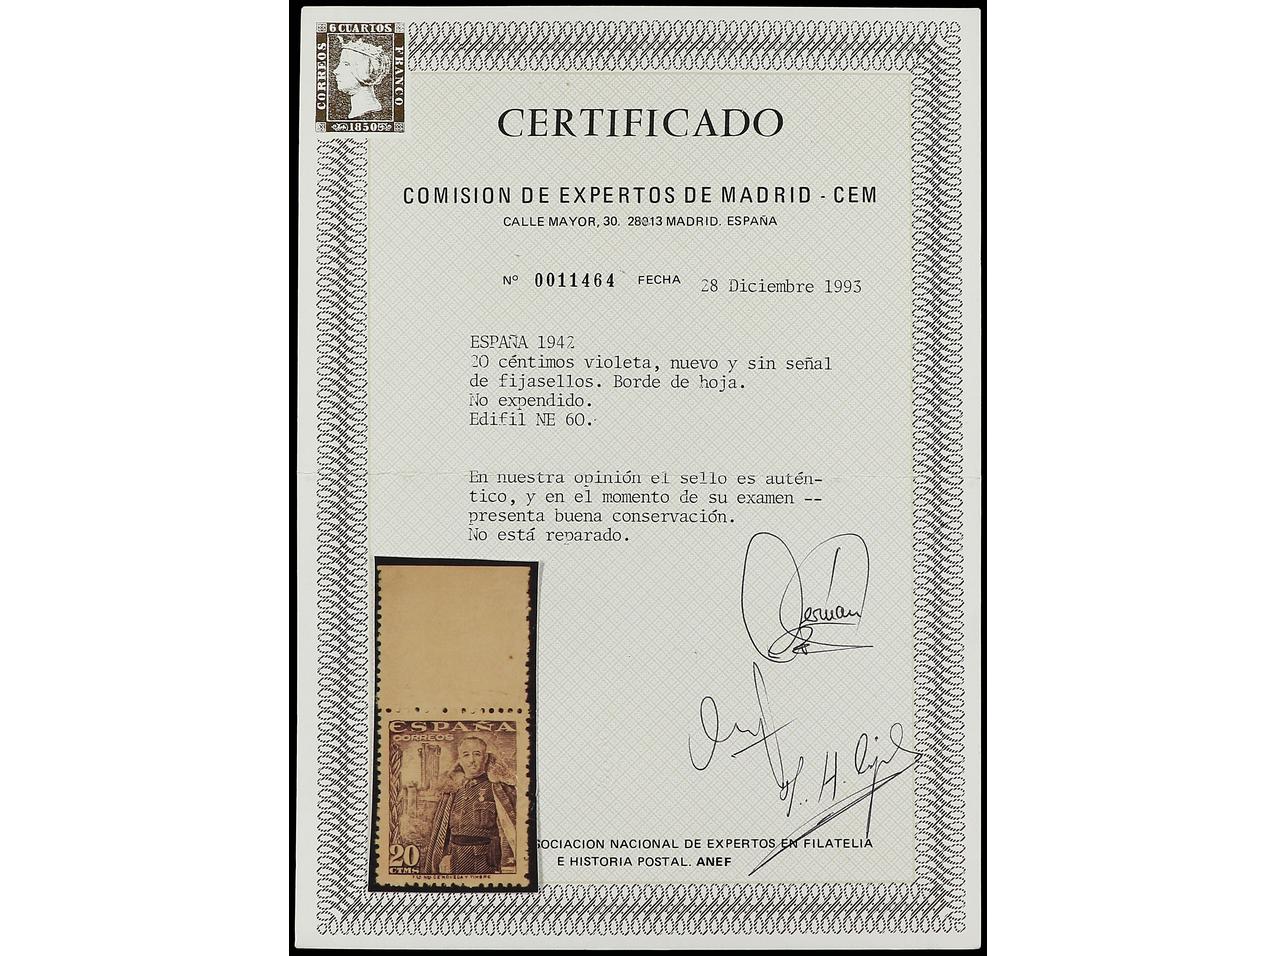 6 CUARTOS
CORREOS
FRANCO
1850
CERTIFICADO
COMISION DE EXPERTOS DE MADRID - CEM
CALLE MAYOR, 30. 28013 MADRID. ESPAÑA
Nº 0011464 FECHA 28 Diciembre 1993
ESPAÑA 1942
20 céntimos violeta, nuevo y sin señal
de fijasellos. Borde de hoja.
No expendido.
Edifil NE 60.
En nuestra opinión el sello es autén-
tico, y en el momento de su examen --
presenta buena conservación.
No está reparado.
ESPAÑA
CORREOS
20
CTMS
OCIACION NACIONAL DE EXPERTOS EN FILATELIA
E HISTORIA POSTAL. ANEF